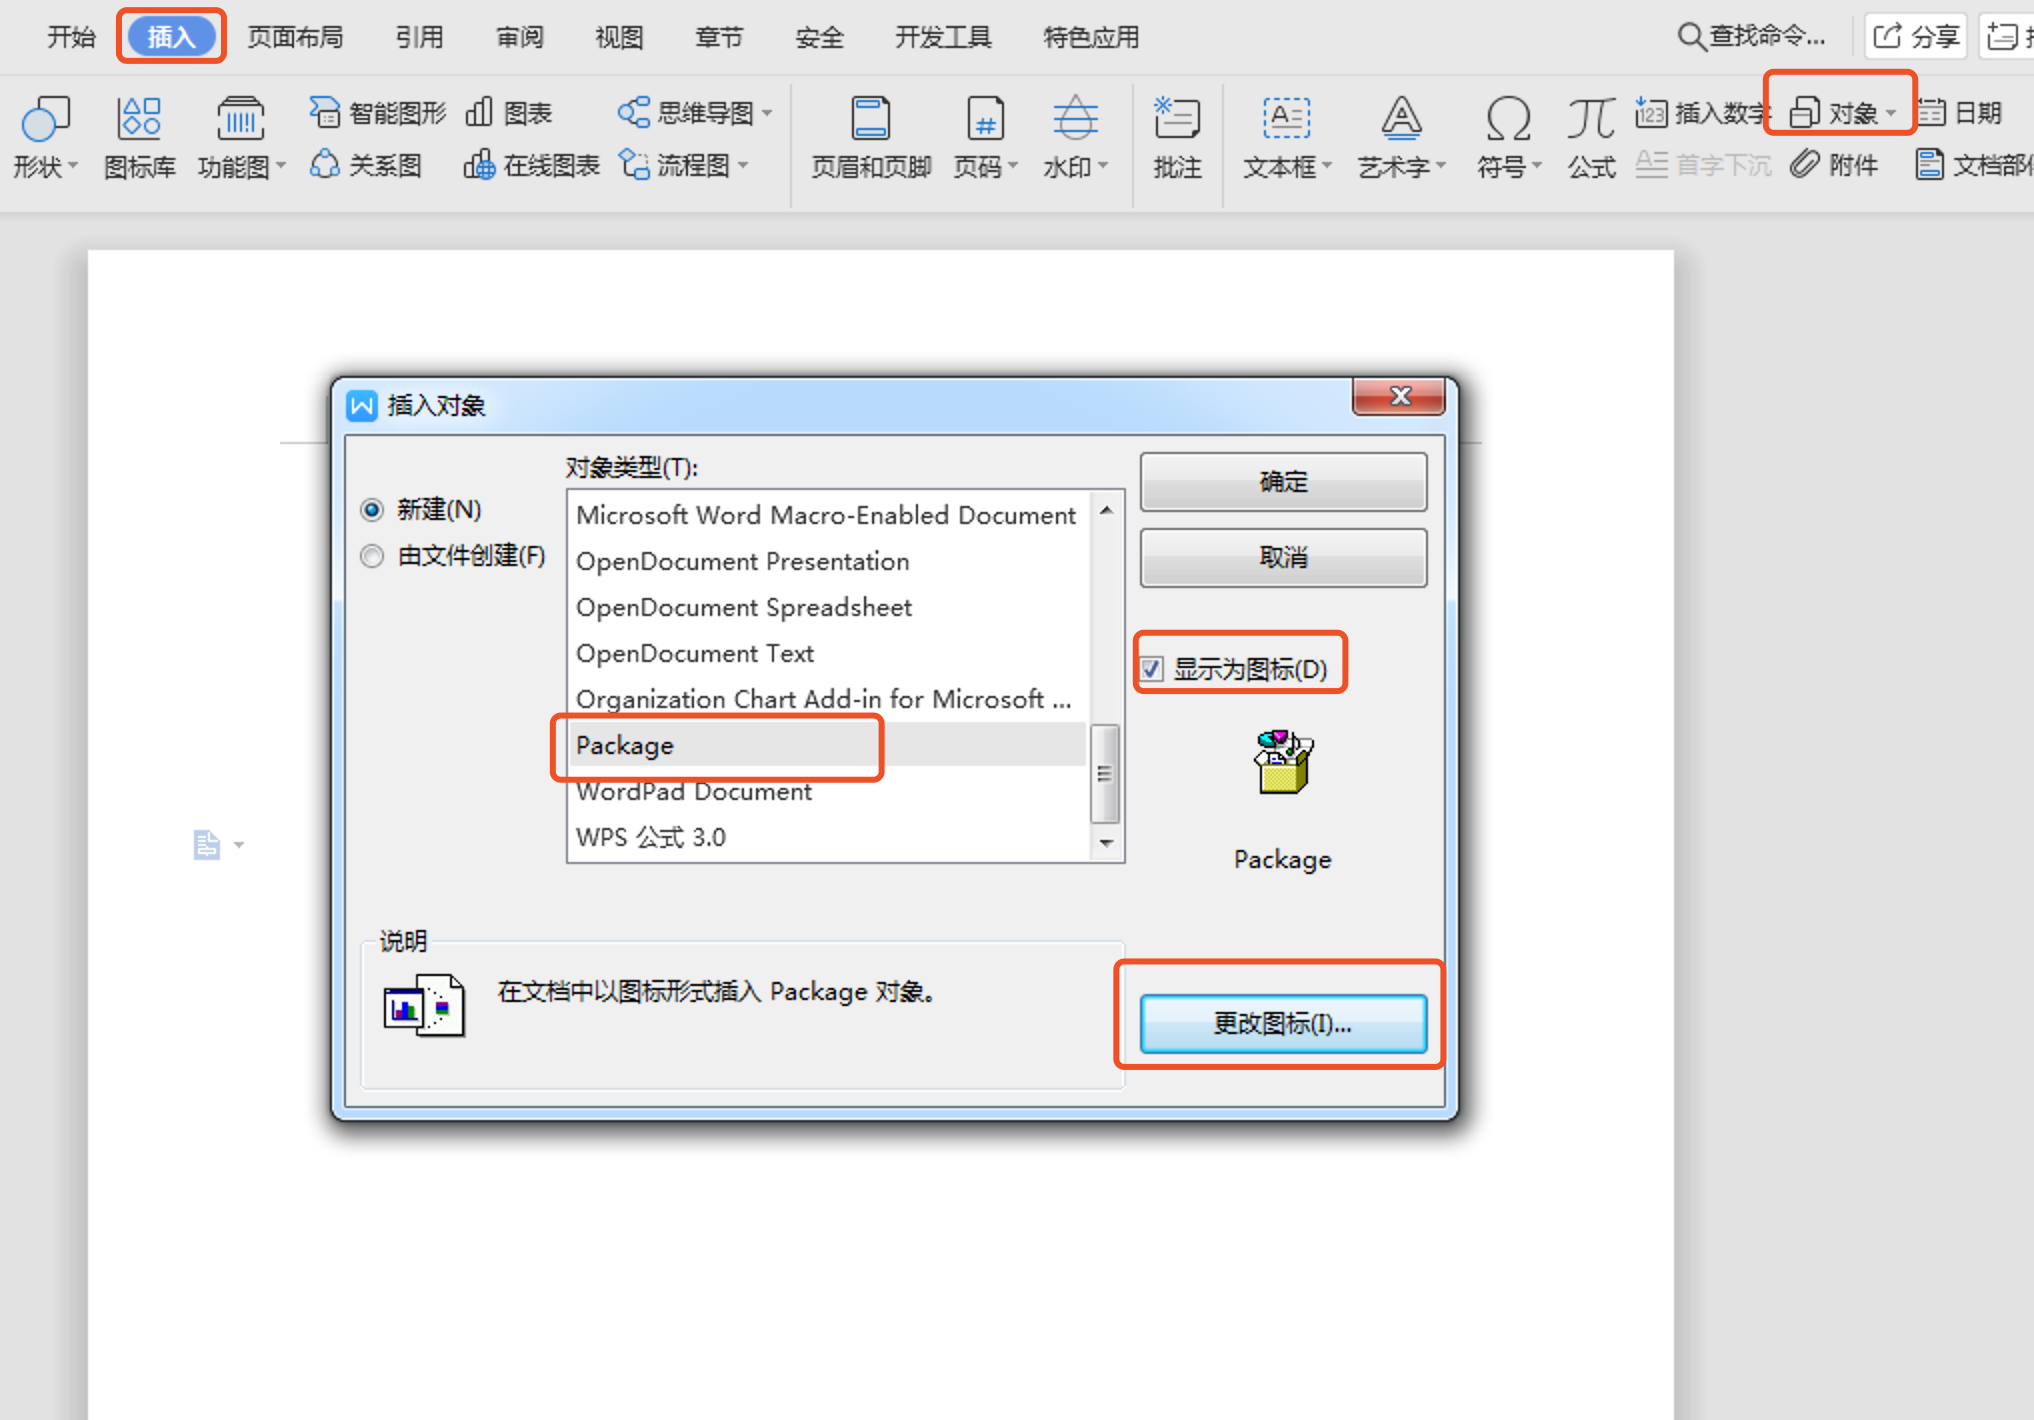 开始 插入 页面布局 引用 审阅 视图 章节 安全 开发工具 特色应用 查找命令... 分享
智能图形 图表 思维导图 插入数字 对象 日期
形状 图标库 功能图 关系图 在线图表 流程图 页眉和页脚 页码 水印 批注 文本框 艺术字 符号 公式 首字下沉 附件 文档部
插入对象
对象类型(T):
新建(N)
由文件创建(F)
Microsoft Word Macro-Enabled Document
OpenDocument Presentation
OpenDocument Spreadsheet
OpenDocument Text
Organization Chart Add-in for Microsoft ...
Package
WordPad Document
WPS 公式 3.0
确定
取消
显示为图标(D)
Package
说明
在文档中以图标形式插入 Package 对象。
更改图标(I)...